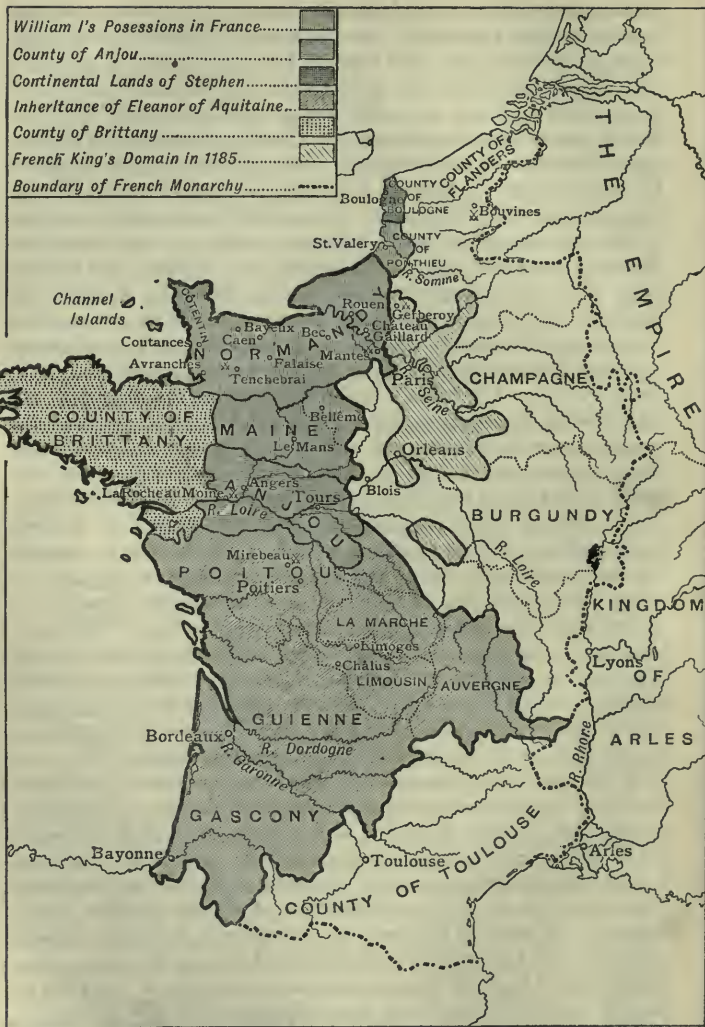 William I's Posessions in France
County of Anjou
Continental Lands of Stephen
Inheritance of Eleanor of Aquitaine
County of Brittany
French King's Domain in 1185
Boundary of French Monarchy
THE EMPIRE
COUNTY OF FLANDERS
COUNTY OF BOULOGNE
Boulogne
Bouvines
St. Valery
COUNTY OF PONTHIEU
R. Somme
Channel Islands
COTENTIN
Rouen
Gerberoy
Bayeux
Bec
Chateau Gaillard
Coutances
Caen
NORMANDY
Mantes
Avranches
Falaise
Tenchebrai
Paris
R. Seine
CHAMPAGNE
COUNTY OF BRITTANY
MAINE
Bellême
Le Mans
Orleans
La Roche au Moine
Angers
ANJOU
Tours
Blois
R. Loire
BURGUNDY
R. Loire
Mirebeau
POITOU
Poitiers
KINGDOM OF ARLES
LA MARCHE
Limoges
Châlus
LIMOUSIN
AUVERGNE
Lyons
GUIENNE
Bordeaux
R. Dordogne
R. Garonne
R. Rhone
GASCONY
Bayonne
Toulouse
Arles
COUNTY OF TOULOUSE